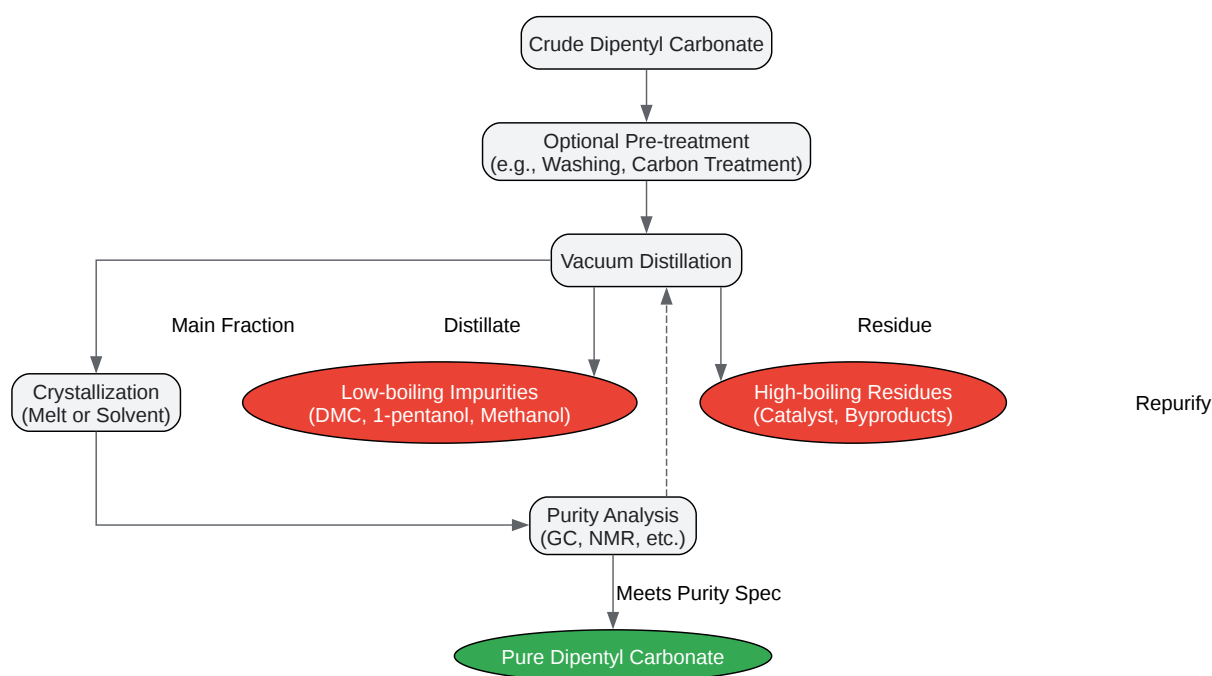 Crude Dipentyl Carbonate
Optional Pre-treatment
(e.g., Washing, Carbon Treatment)
Vacuum Distillation
Main Fraction
Distillate
Residue
Crystallization
(Melt or Solvent)
Low-boiling Impurities
(DMC, 1-pentanol, Methanol)
High-boiling Residues
(Catalyst, Byproducts)
Repurify
Purity Analysis
(GC, NMR, etc.)
Meets Purity Spec
Pure Dipentyl Carbonate